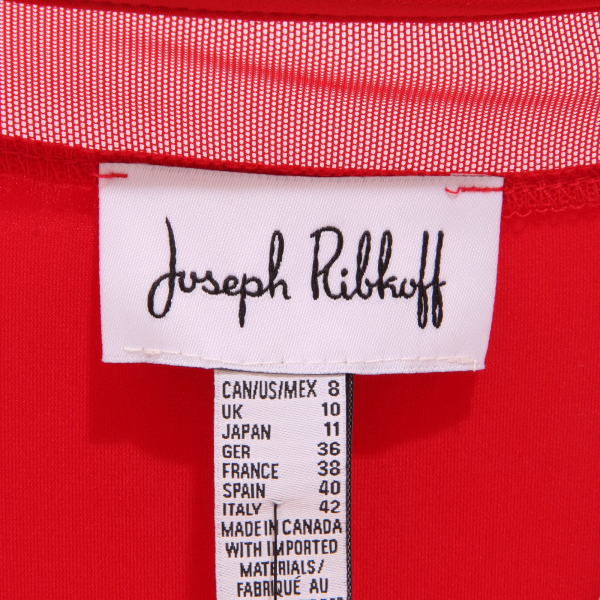 Joseph Ribkoff
CAN/US/MEX 8
UK 10
JAPAN 11
GER 36
FRANCE 38
SPAIN 40
ITALY 42
MADE IN CANADA
WITH IMPORTED
MATERIALS/
FABRIQUÉ AU